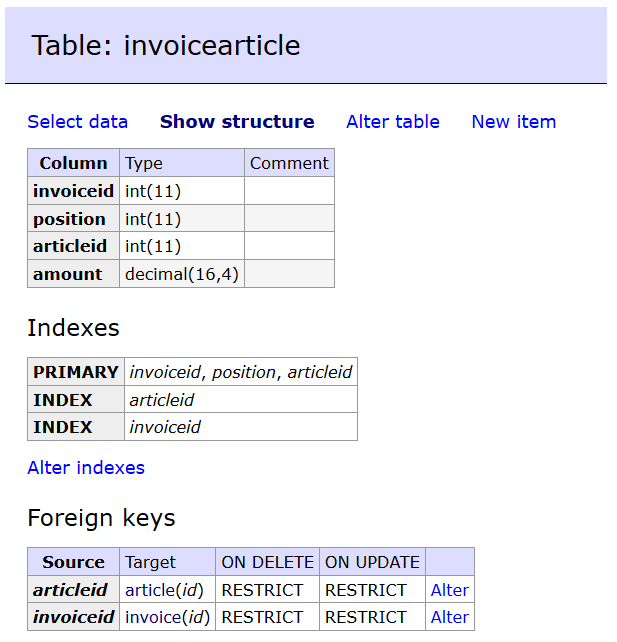 Table: invoicearticle
Select data Show structure Alter table New item
Column Type Comment
invoiceid int(11)
position int(11)
articleid int(11)
amount decimal(16,4)
Indexes
PRIMARY invoiceid, position, articleid
INDEX articleid
INDEX invoiceid
Alter indexes
Foreign keys
Source Target ON DELETE ON UPDATE
articleid article(id) RESTRICT RESTRICT Alter
invoiceid invoice(id) RESTRICT RESTRICT Alter